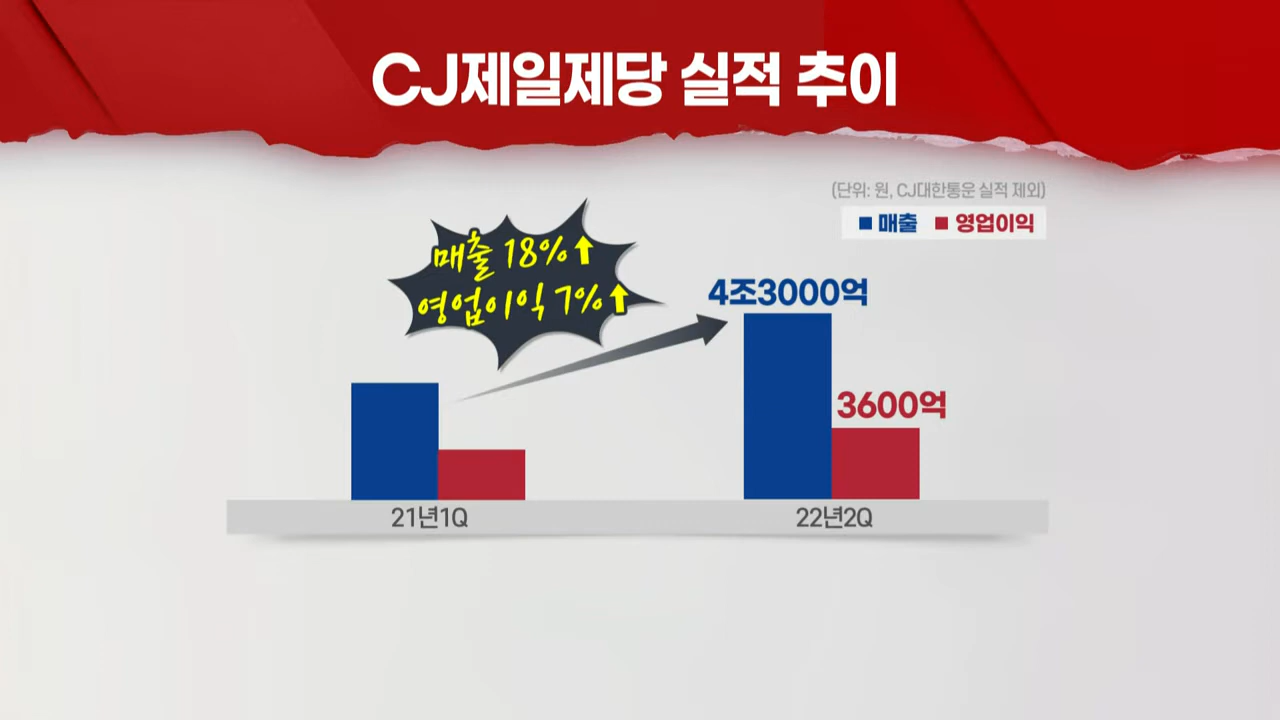 CJ제일제당 실적 추이
(단위: 원, CJ대한통운 실적 제외)
매출 영업이익
매출 18%↑
영업이익 7%↑
4조3000억
3600억
21년1Q 22년2Q